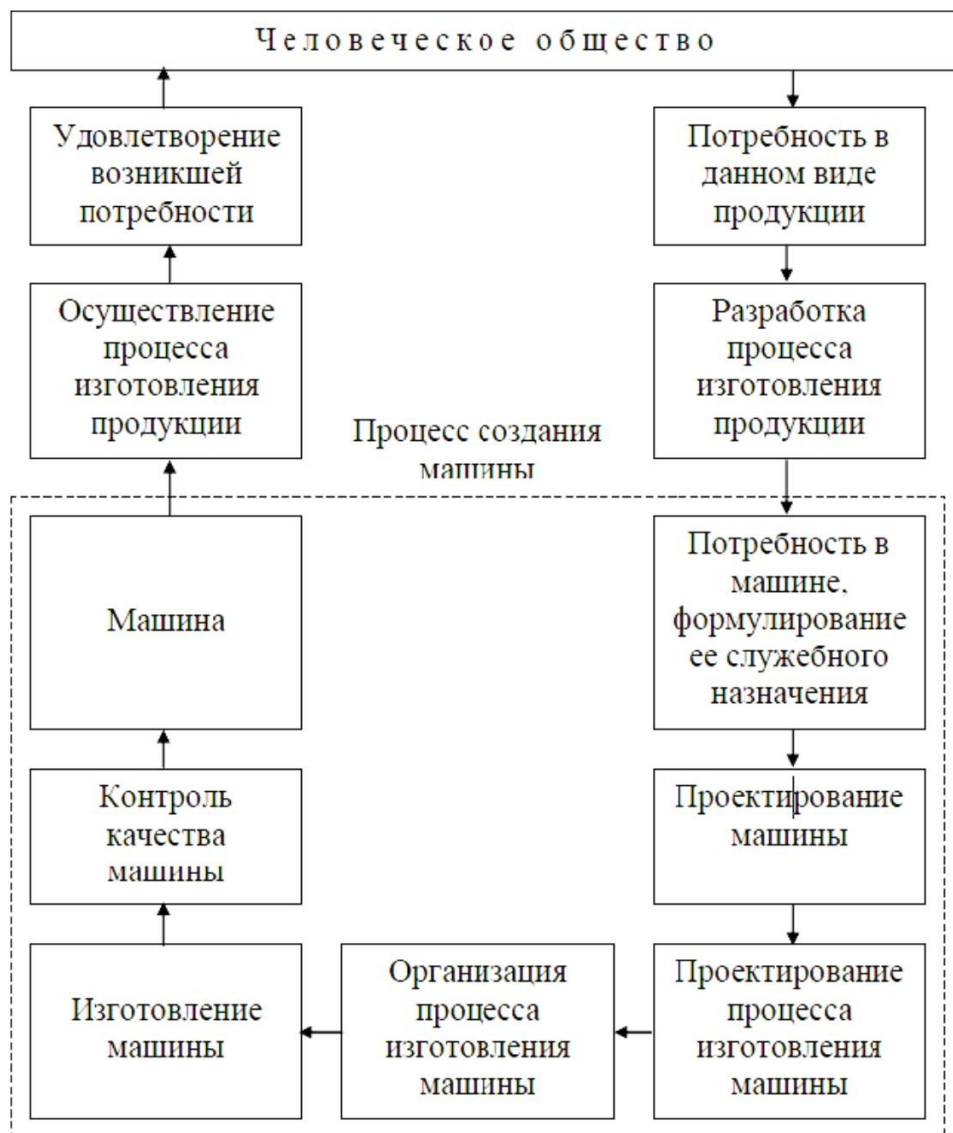 Человеческое общество
Удовлетворение
возникшей
потребности
Потребность в
данном виде
продукции
Осуществление
процесса
изготовления
продукции
Разработка
процесса
изготовления
продукции
Процесс создания
машины
Машина
Потребность в
машине,
формулирование
ее служебного
назначения
Контроль
качества
машины
Проектирование
машины
Изготовление
машины
Организация
процесса
изготовления
машины
Проектирование
процесса
изготовления
машины